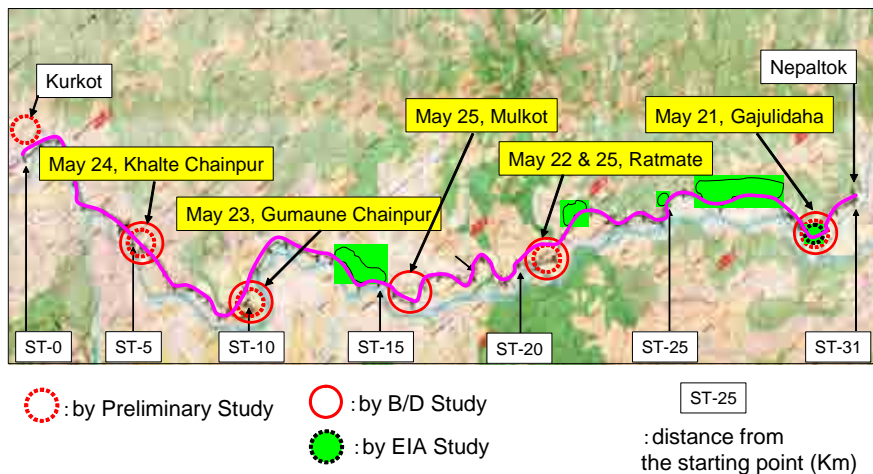 Kurkot
Nepaltok
May 25, Mulkot
May 21, Gajulidaha
May 24, Khalte Chainpur
May 22 & 25, Ratmate
May 23, Gumaune Chainpur
ST-0
ST-5
ST-10
ST-15
ST-20
ST-25
ST-31
: by Preliminary Study
: by B/D Study
: by EIA Study
ST-25
: distance from
the starting point (Km)